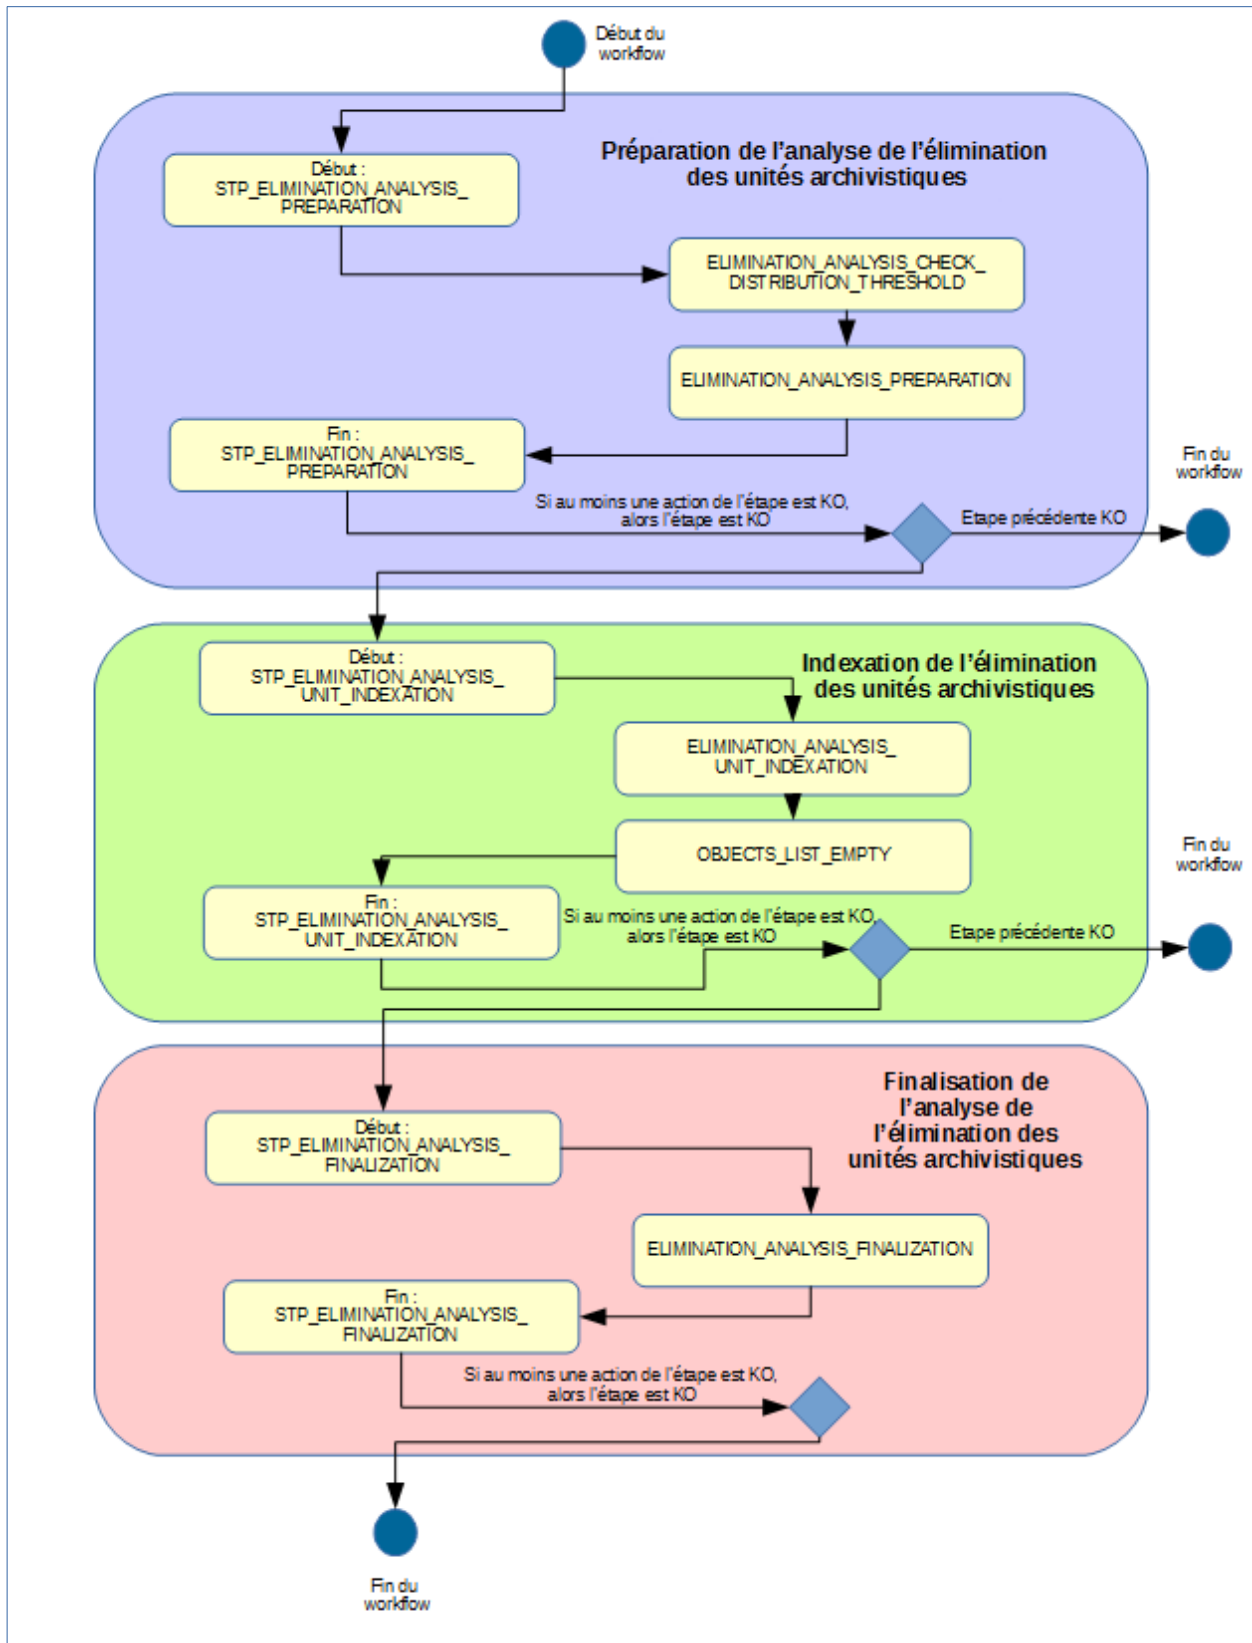 Début du
workflow
Préparation de l'analyse de l'élimination
des unités archivistiques
Début :
STP_ELIMINATION_ANALYSIS_
PREPARATION
ELIMINATION_ANALYSIS_CHECK_
DISTRIBUTION_THRESHOLD
ELIMINATION_ANALYSIS_PREPARATION
Fin :
STP_ELIMINATION_ANALYSIS_
PREPARATION
Fin du
workflow
Si au moins une action de l'étape est KO,
alors l'étape est KO
Etape précédente KO
Début :
STP_ELIMINATION_ANALYSIS_
UNIT_INDEXATION
Indexation de l'élimination
des unités archivistiques
ELIMINATION_ANALYSIS_
UNIT_INDEXATION
OBJECTS_LIST_EMPTY
Fin du
workflow
Fin :
STP_ELIMINATION_ANALYSIS_
UNIT_INDEXATION
Si au moins une action de l'étape est KO,
alors l'étape est KO
Etape précédente KO
Finalisation de
l'analyse de
l'élimination des
unités archivistiques
Début :
STP_ELIMINATION_ANALYSIS_
FINALIZATION
ELIMINATION_ANALYSIS_FINALIZATION
Fin :
STP_ELIMINATION_ANALYSIS_
FINALIZATION
Si au moins une action de l'étape est KO,
alors l'étape est KO
Fin du
workflow